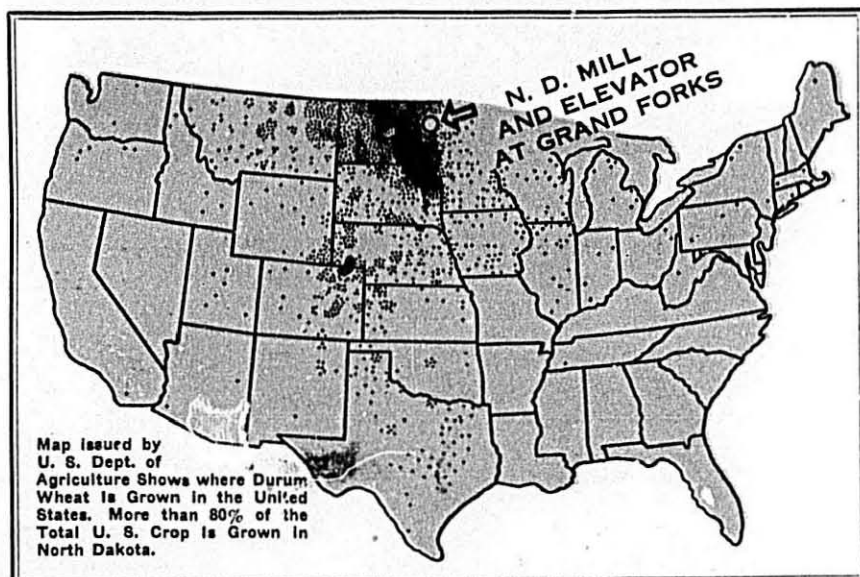 N. D. MILL
AND ELEVATOR
AT GRAND FORKS
Map issued by
U. S. Dept. of
Agriculture Shows where Durum
Wheat is Grown in the United
States. More than 80% of the
Total U. S. Crop is Grown in
North Dakota.